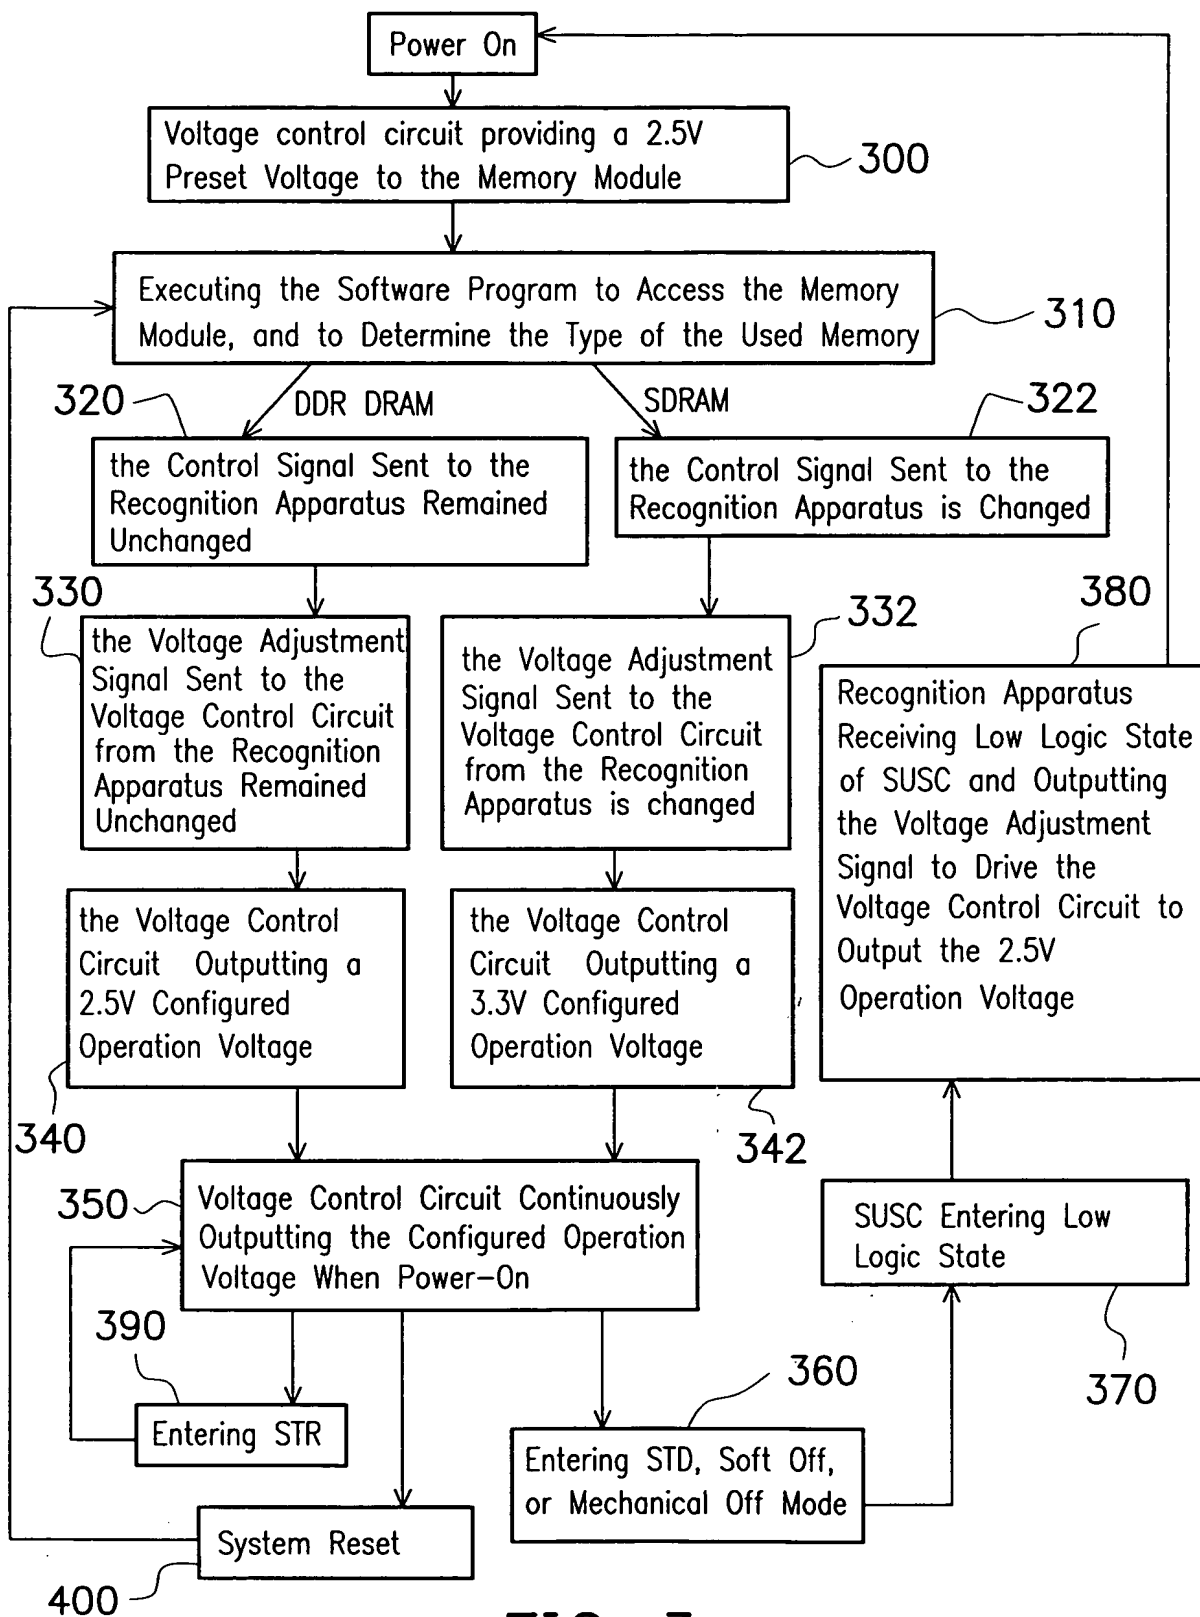 Power On
Voltage control circuit providing a 2.5V
Preset Voltage to the Memory Module
300
Executing the Software Program to Access the Memory
Module, and to Determine the Type of the Used Memory
310
DDR DRAM
SDRAM
320
the Control Signal Sent to the
Recognition Apparatus Remained
Unchanged
322
the Control Signal Sent to the
Recognition Apparatus is Changed
330
the Voltage Adjustment
Signal Sent to the
Voltage Control Circuit
from the Recognition
Apparatus Remained
Unchanged
332
the Voltage Adjustment
Signal Sent to the
Voltage Control Circuit
from the Recognition
Apparatus is changed
380
Recognition Apparatus
Receiving Low Logic State
of SUSC and Outputting
the Voltage Adjustment
Signal to Drive the
Voltage Control Circuit to
Output the 2.5V
Operation Voltage
the Voltage Control
Circuit Outputting a
2.5V Configured
Operation Voltage
340
the Voltage Control
Circuit Outputting a
3.3V Configured
Operation Voltage
342
350
Voltage Control Circuit Continuously
Outputting the Configured Operation
Voltage When Power-On
SUSC Entering Low
Logic State
370
390
Entering STR
360
Entering STD, Soft Off,
or Mechanical Off Mode
System Reset
400